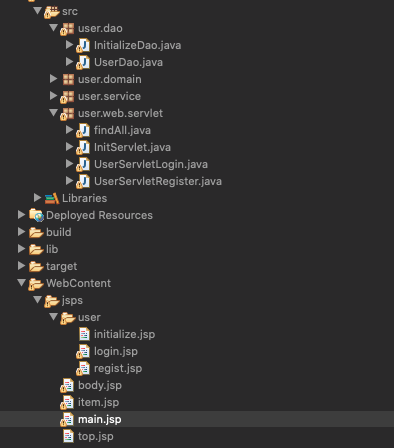 src
user.dao
InitializeDao.java
UserDao.java
user.domain
user.service
user.web.servlet
findAll.java
InitServlet.java
UserServletLogin.java
UserServletRegister.java
Libraries
Deployed Resources
build
lib
target
WebContent
jsps
user
initialize.jsp
login.jsp
regist.jsp
body.jsp
item.jsp
main.jsp
top.jsp